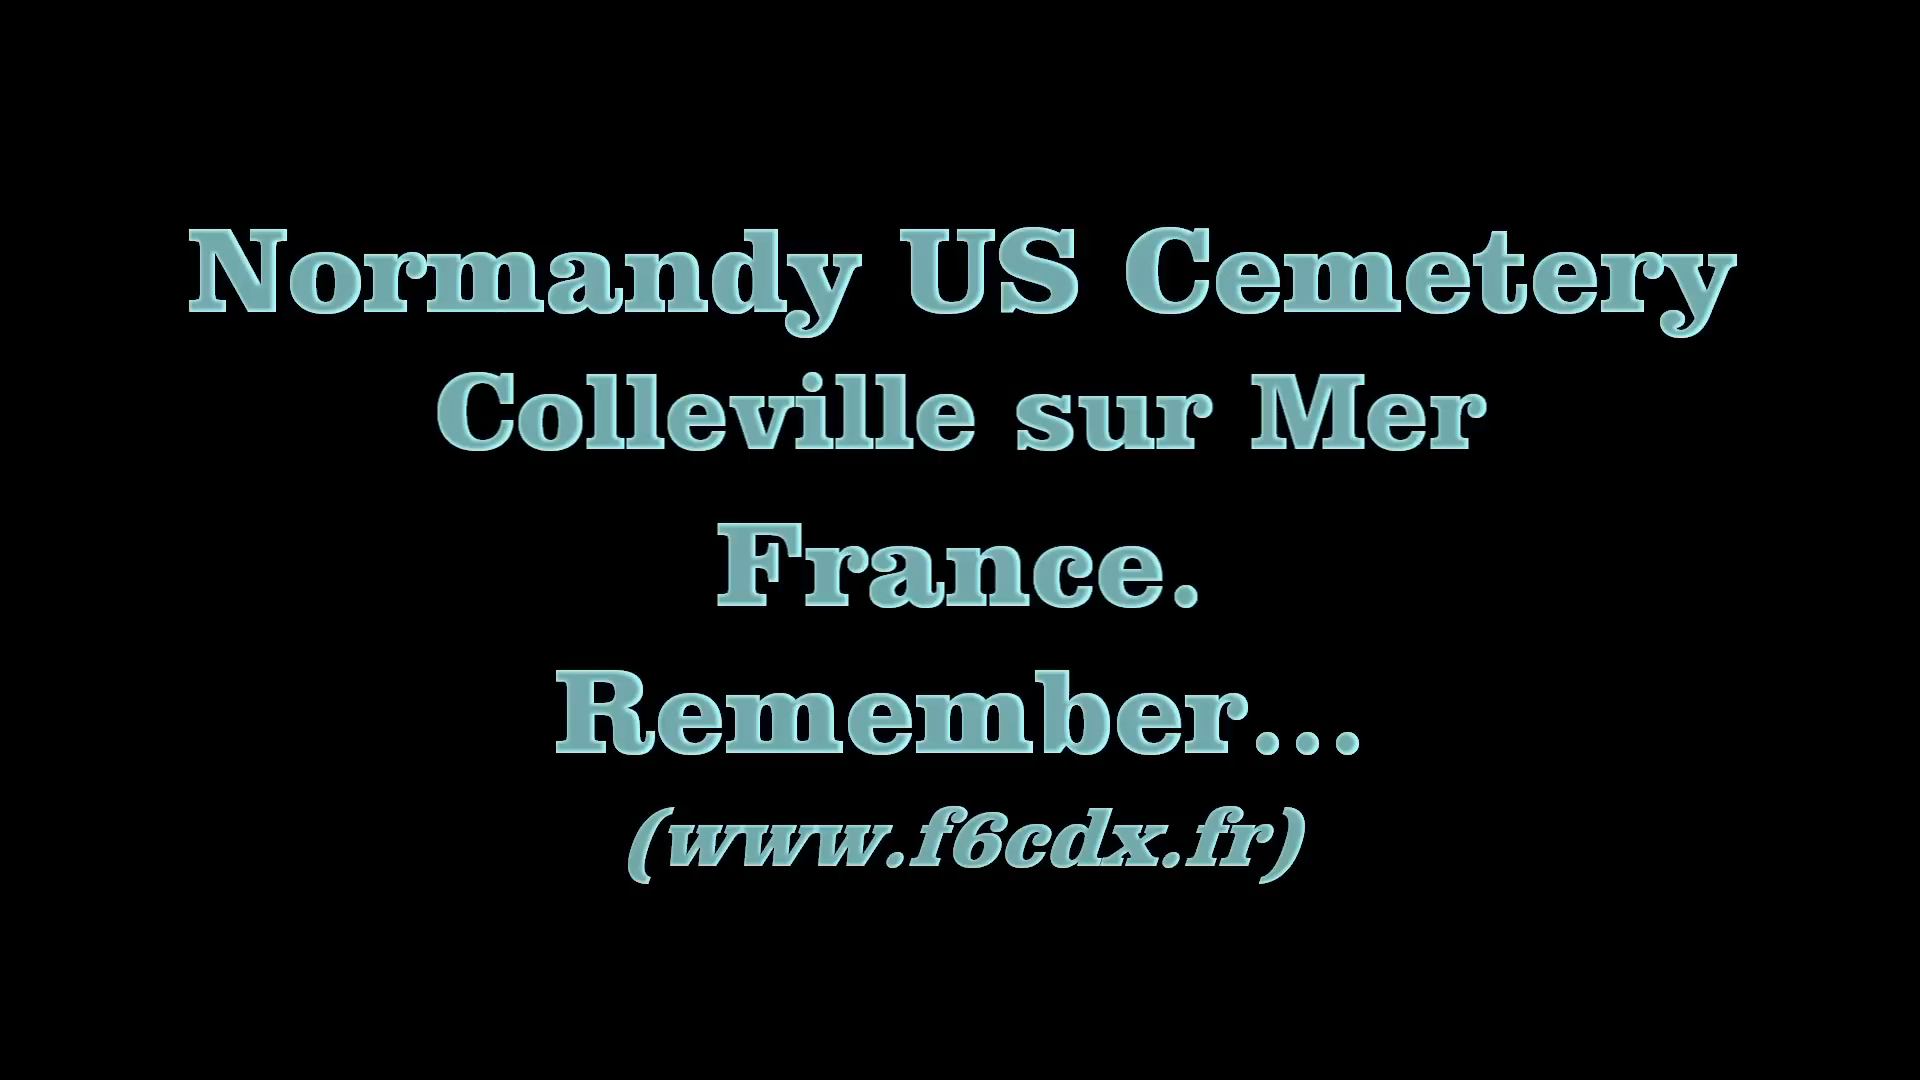 Normandy US Cemetery
Colleville sur Mer
France.
Remember...
(www.f6cdx.fr)